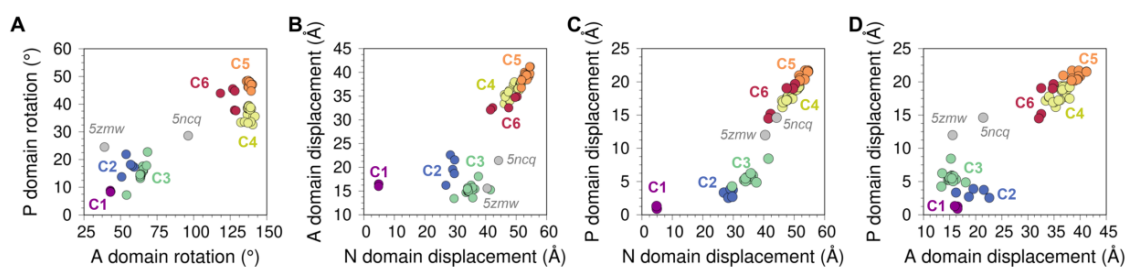 A
P domain rotation (°)
60
50
40
30
20
10
0
C5
C6
5ncq
5zmw
C4
C3
C1
25 50 75 100 125 150
A domain rotation (°)
B
A domain displacement (Å)
45
40
35
30
25
20
15
10
C5
C4
C6
C2
5ncq
C1
C3
5zmw
0 10 20 30 40 50 60
N domain displacement (Å)
C
P domain displacement (Å)
25
20
15
10
5
0
C5
C6
C4
5ncq
5zmw
C3
C2
C1
0 10 20 30 40 50 60
N domain displacement (Å)
D
P domain displacement (Å)
25
20
15
10
5
0
C5
C6
C4
5zmw
5ncq
C3
C2
C1
10 15 20 25 30 35 40 45
A domain displacement (Å)